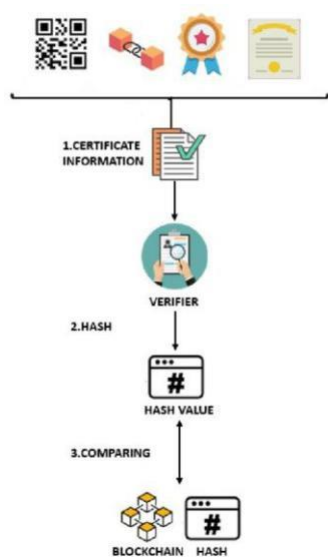 1.CERTIFICATE
INFORMATION
VERIFIER
2.HASH
#
HASH VALUE
3.COMPARING
#
BLOCKCHAIN HASH